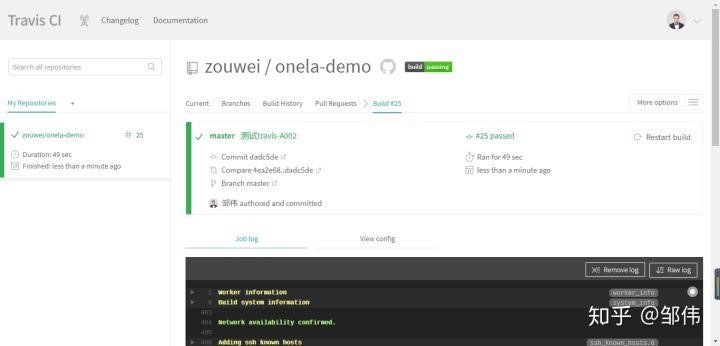 Travis CI
Changelog
Documentation
Search all repositories
zouwei / onela-demo
build passing
My Repositories +
Current
Branches
Build History
Pull Requests
Build #25
More options
zouwei/onela-demo
# 25
Duration: 49 sec
Finished: less than a minute ago
master 测试travis-A002
#25 passed
Restart build
Commit dadc5de
Ran for 49 sec
Compare 4ea2e68..dadc5de
less than a minute ago
Branch master
邹伟 authored and committed
Job log
View config
Remove log
Raw log
1 Worker information
worker_info
6 Build system information
system_info
403
404 Network availability confirmed.
405
406 Adding ssh known hosts
ssh_known_hosts.0
知乎 @邹伟